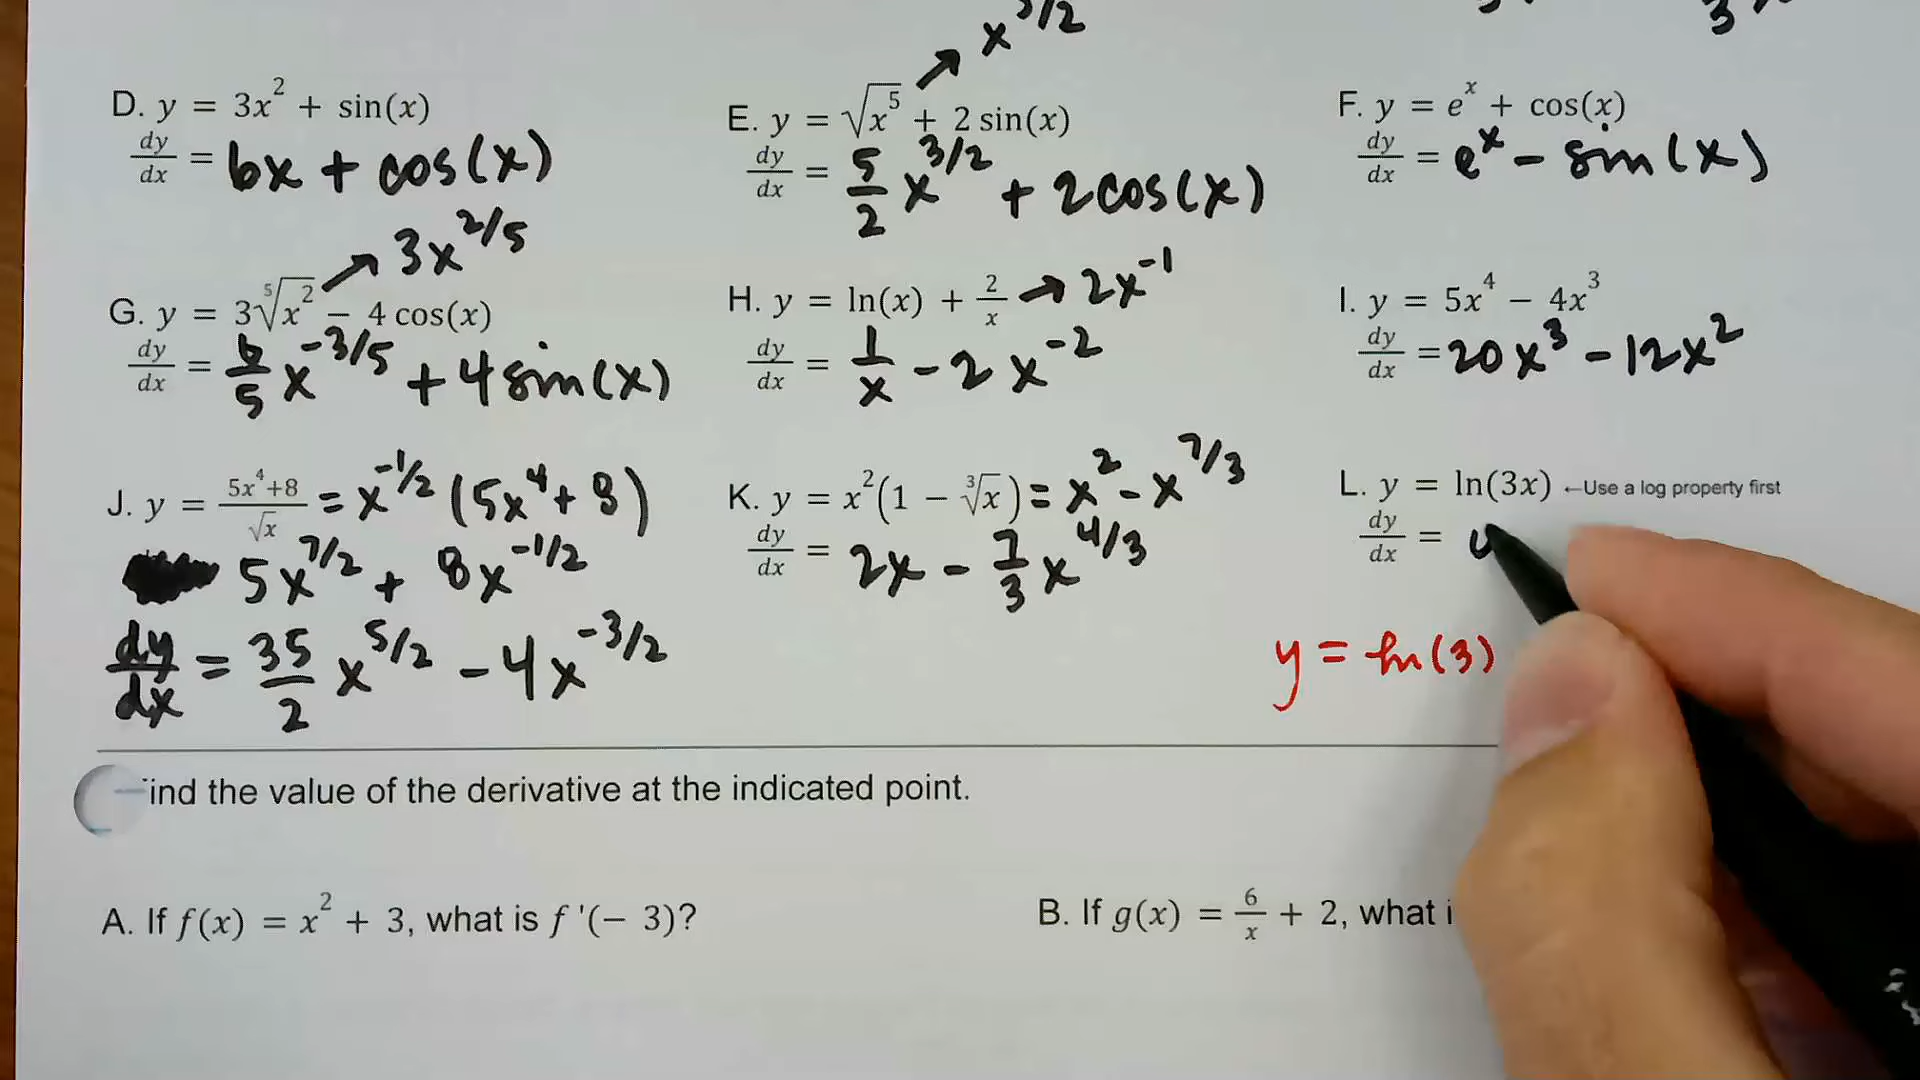 x^5/2
3
D. y = 3x^2 + sin(x)
dy/dx = 6x + cos(x)
E. y = √x^5 + 2 sin(x)
dy/dx = 5/2 x^3/2 + 2cos(x)
F. y = e^x + cos(x)
dy/dx = e^x - sin(x)
3x^2/5
G. y = 3 ⁵√x^2 − 4 cos(x)
dy/dx = 6/5 x^-3/5 + 4sin(x)
H. y = ln(x) + 2/x → 2x^-1
dy/dx = 1/x - 2x^-2
I. y = 5x^4 − 4x^3
dy/dx = 20x^3 - 12x^2
J. y = 5x^4+8/√x = x^-1/2 (5x^4 + 8)
5x^7/2 + 8x^-1/2
dy/dx = 35/2 x^5/2 - 4x^-3/2
K. y = x^2(1 − ³√x) = x^2 - x^7/3
dy/dx = 2x - 7/3 x^4/3
L. y = ln(3x) ←Use a log property first
dy/dx =
y = ln(3)
ind the value of the derivative at the indicated point.
A. If f(x) = x^2 + 3, what is f '(− 3)?
B. If g(x) = 6/x + 2, what i